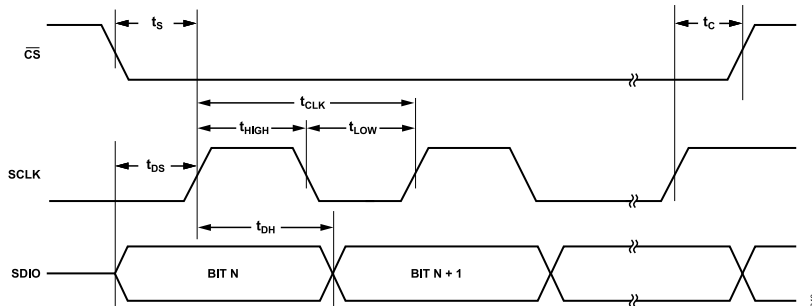 tS
tC
CS
tCLK
tHIGH
tLOW
tDS
SCLK
tDH
SDIO
BIT N
BIT N + 1